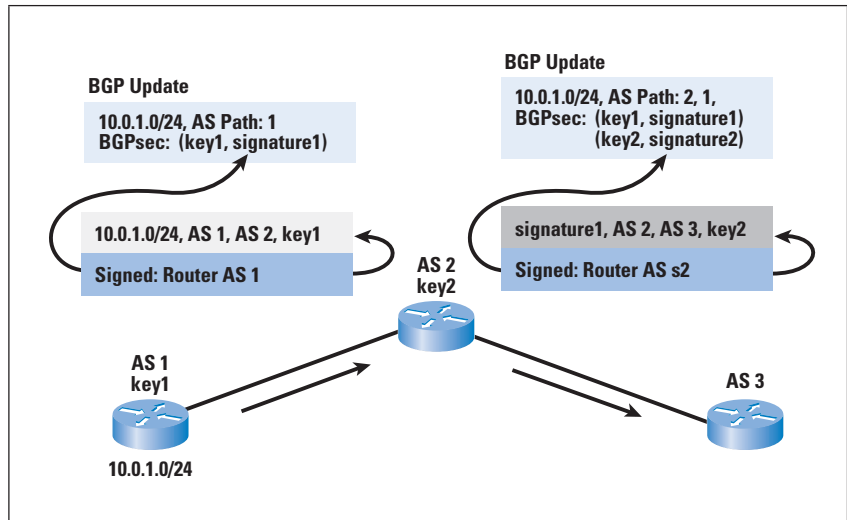 BGP Update
10.0.1.0/24, AS Path: 1
BGPsec: (key1, signature1)
10.0.1.0/24, AS 1, AS 2, key1
Signed: Router AS 1
BGP Update
10.0.1.0/24, AS Path: 2, 1,
BGPsec: (key1, signature1)
(key2, signature2)
signature1, AS 2, AS 3, key2
Signed: Router AS s2
AS 2
key2
AS 1
key1
10.0.1.0/24
AS 3